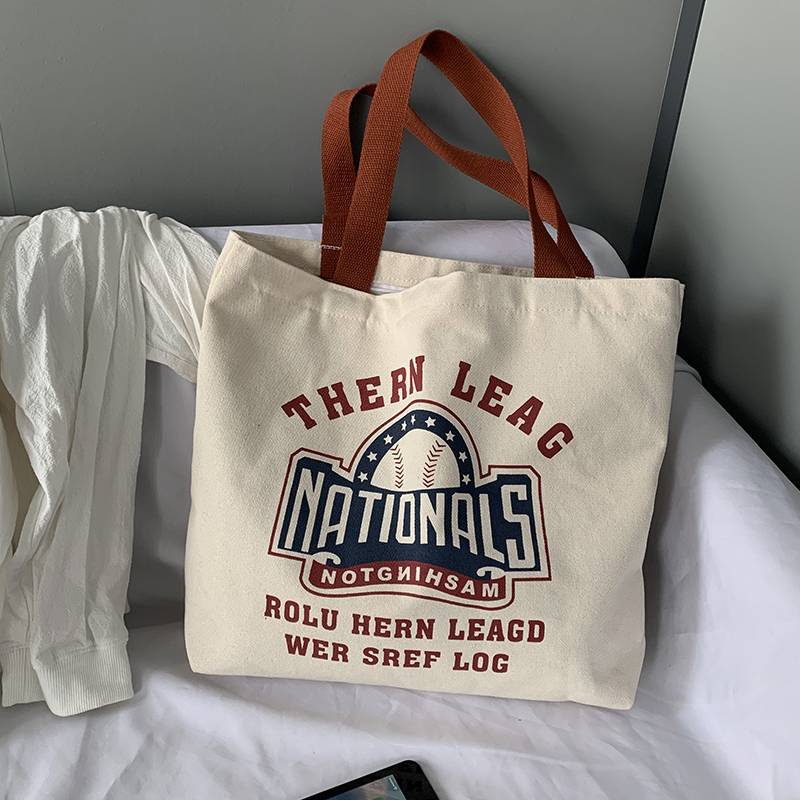 THERN LEAG
NATIONALS
NOTGNIHSAM
ROLU HERN LEAGD
WER SREF LOG